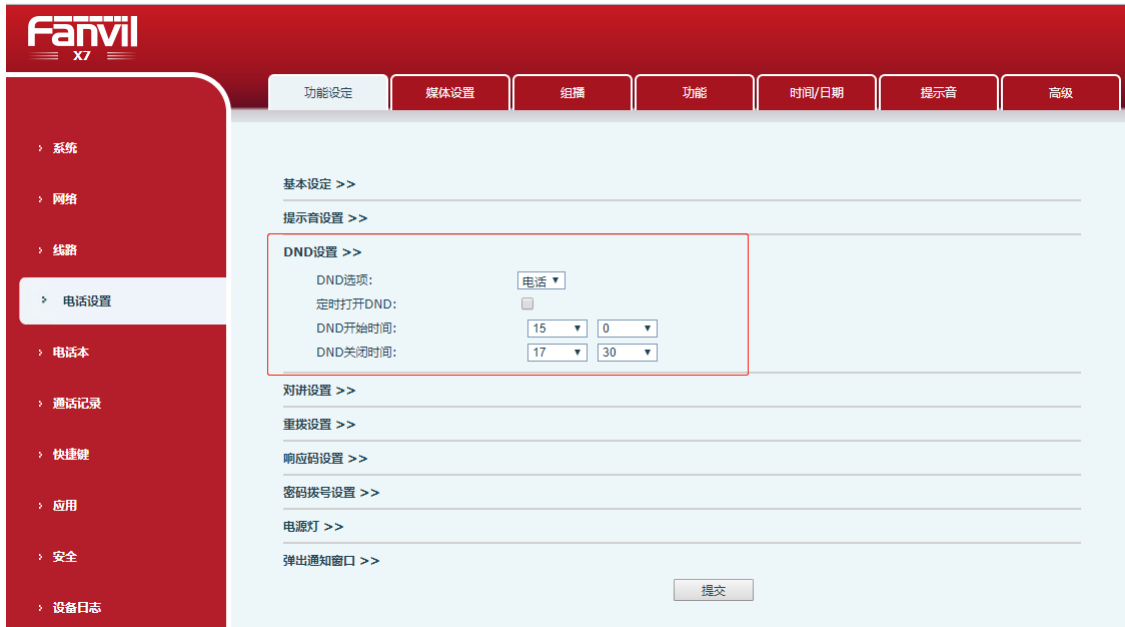 Fanvil
X7
功能设定 媒体设置 组播 功能 时间/日期 提示音 高级
› 系统
› 网络
› 线路
› 电话设置
› 电话本
› 通话记录
› 快捷键
› 应用
› 安全
› 设备日志
基本设定 >>
提示音设置 >>
DND设置 >>
DND选项: 电话
定时打开DND:
DND开始时间: 15 0
DND关闭时间: 17 30
对讲设置 >>
重拨设置 >>
响应码设置 >>
密码拨号设置 >>
电源灯 >>
弹出通知窗口 >>
提交